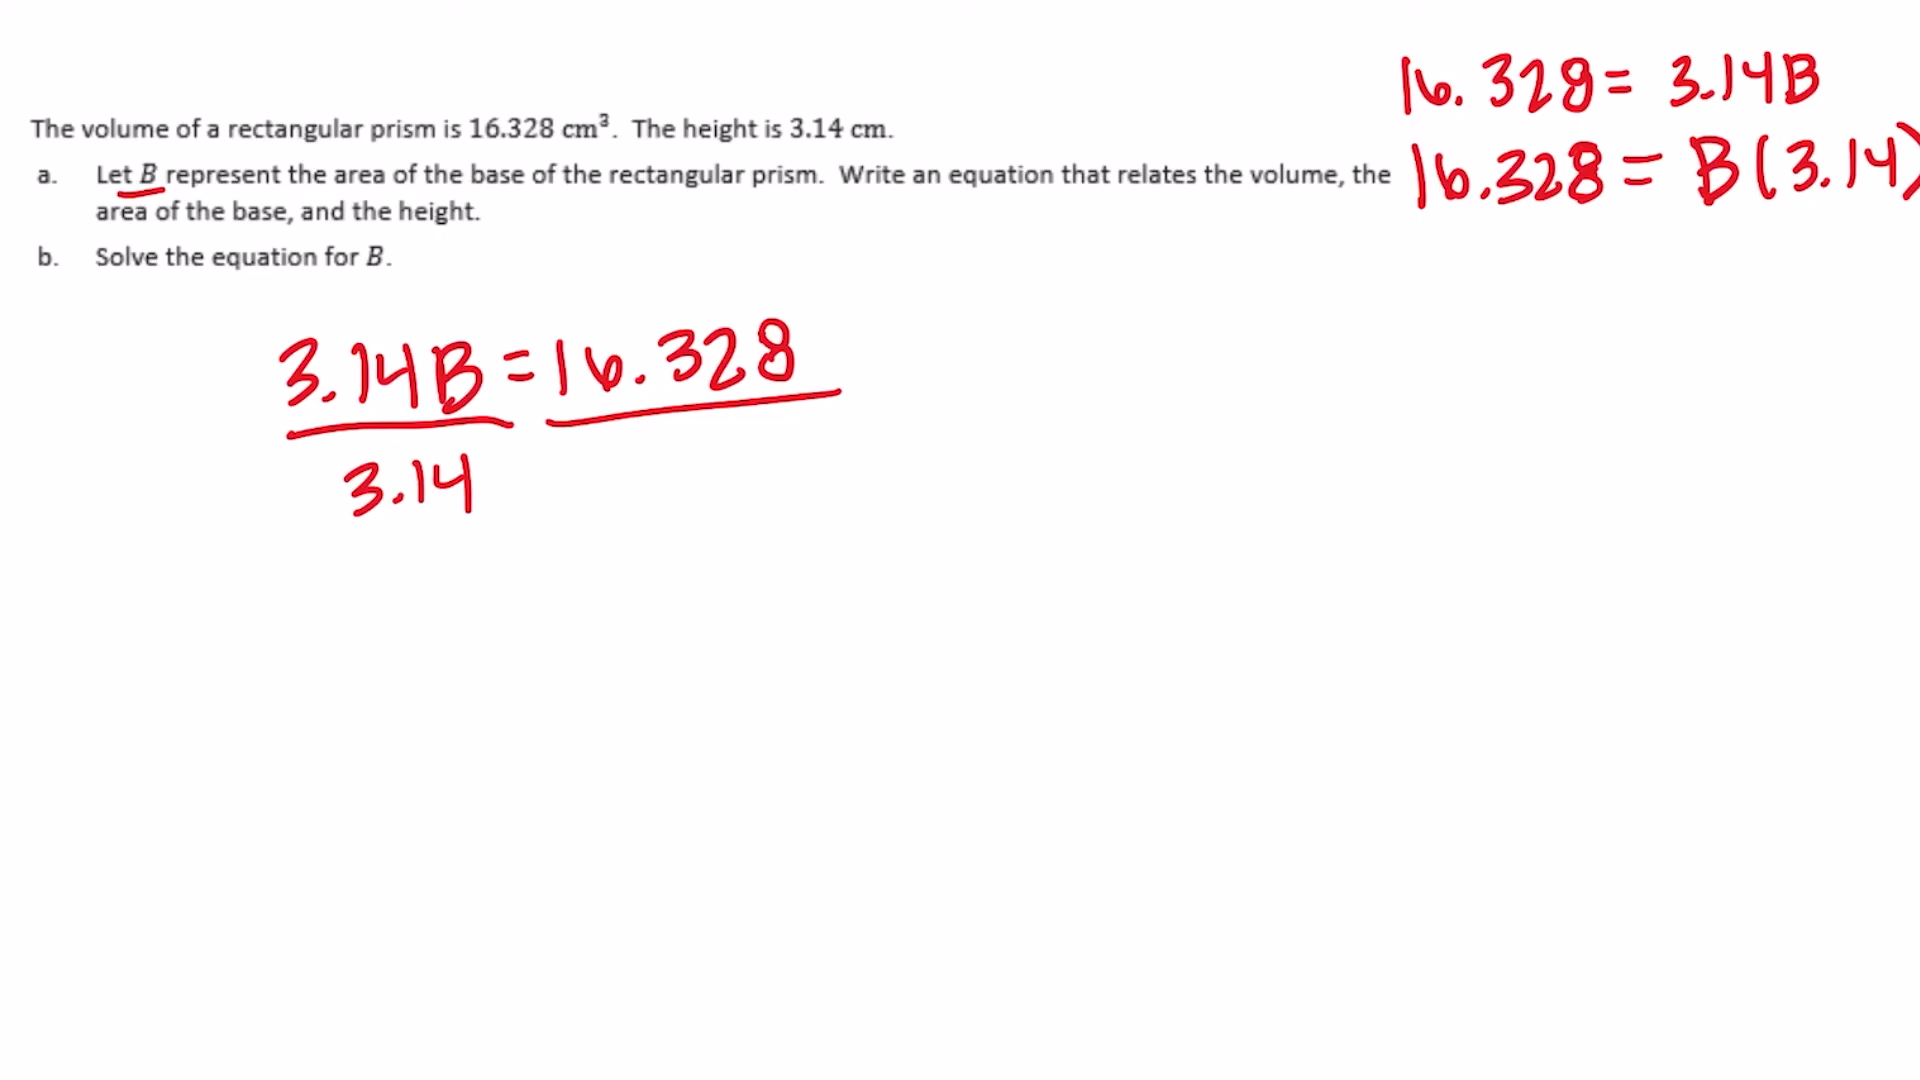 16.328 = 3.14B
The volume of a rectangular prism is 16.328 cm³. The height is 3.14 cm.
a. Let B represent the area of the base of the rectangular prism. Write an equation that relates the volume, the
area of the base, and the height.
16.328 = B(3.14)
b. Solve the equation for B.
3.14B = 16.328
3.14